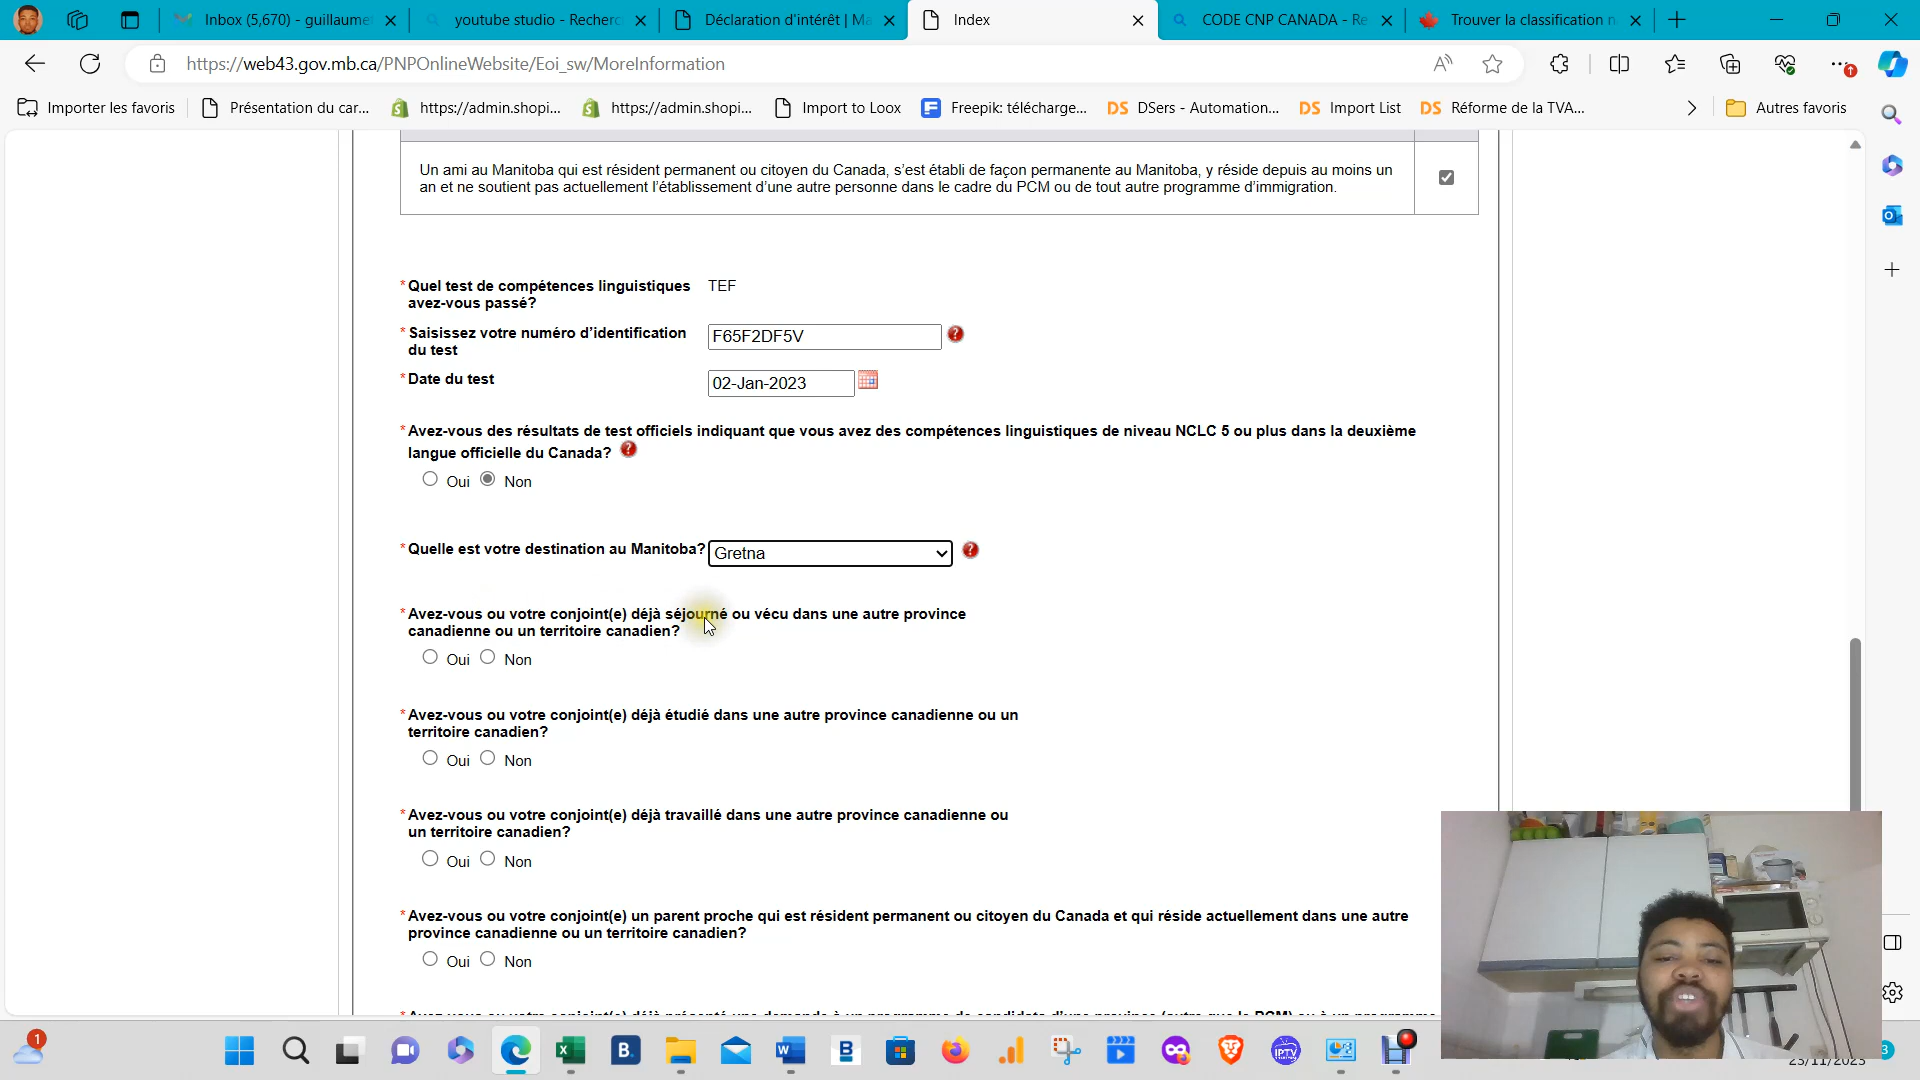 Inbox (5,670) - guillaume
youtube studio - Recherc
Déclaration d'intérêt | Ma
Index
CODE CNP CANADA - Re
Trouver la classification n
https://web43.gov.mb.ca/PNPOnlineWebsite/Eoi_sw/MoreInformation
Importer les favoris
Présentation du car...
https://admin.shopi...
https://admin.shopi...
Import to Loox
Freepik: télécharge...
DSers - Automation...
Import List
Réforme de la TVA...
Autres favoris
Un ami au Manitoba qui est résident permanent ou citoyen du Canada, s'est établi de façon permanente au Manitoba, y réside depuis au moins un
an et ne soutient pas actuellement l'établissement d'une autre personne dans le cadre du PCM ou de tout autre programme d'immigration.
*Quel test de compétences linguistiques TEF
avez-vous passé?
*Saisissez votre numéro d'identification F65F2DF5V
du test
*Date du test 02-Jan-2023
*Avez-vous des résultats de test officiels indiquant que vous avez des compétences linguistiques de niveau NCLC 5 ou plus dans la deuxième
langue officielle du Canada?
Oui Non
*Quelle est votre destination au Manitoba? Gretna
*Avez-vous ou votre conjoint(e) déjà séjourné ou vécu dans une autre province
canadienne ou un territoire canadien?
Oui Non
*Avez-vous ou votre conjoint(e) déjà étudié dans une autre province canadienne ou un
territoire canadien?
Oui Non
*Avez-vous ou votre conjoint(e) déjà travaillé dans une autre province canadienne ou
un territoire canadien?
Oui Non
*Avez-vous ou votre conjoint(e) un parent proche qui est résident permanent ou citoyen du Canada et qui réside actuellement dans une autre
province canadienne ou un territoire canadien?
Oui Non
1
IPTV
23/11/2023
3